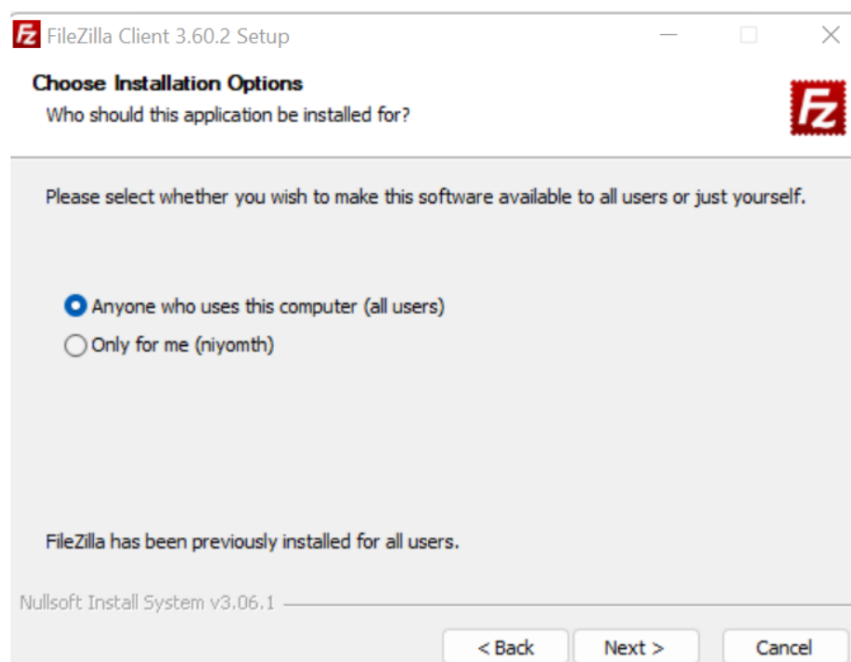 FileZilla Client 3.60.2 Setup
Choose Installation Options
Who should this application be installed for?
Fz
Please select whether you wish to make this software available to all users or just yourself.
Anyone who uses this computer (all users)
Only for me (niyomth)
FileZilla has been previously installed for all users.
Nullsoft Install System v3.06.1
< Back Next > Cancel